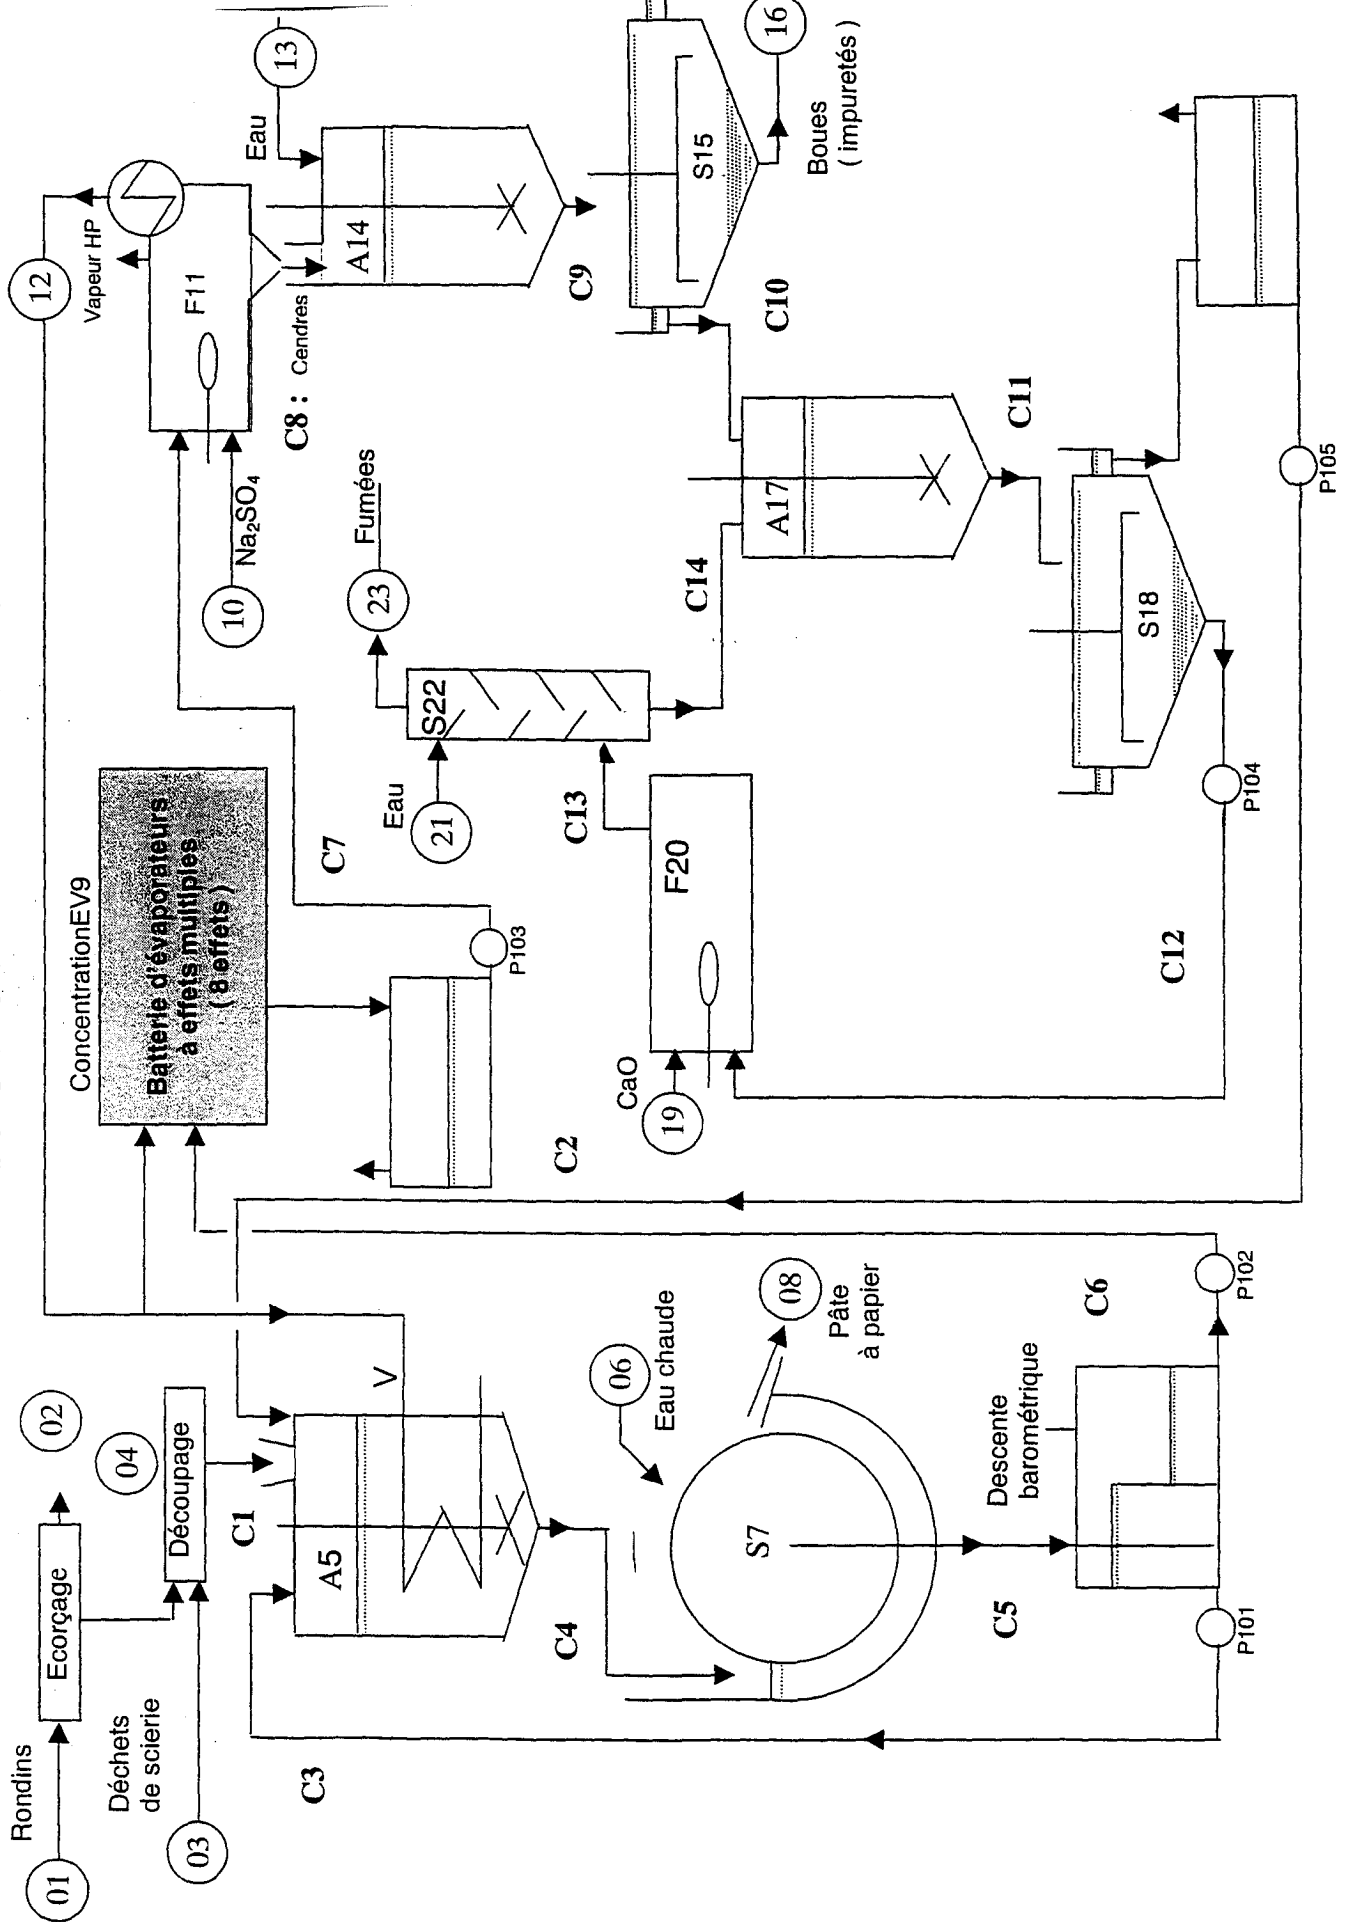 Rondins
01
Ecorçage
02
Déchets
de scierie
03
04
Découpage
C1
C3
A5
V
C4
06
Eau chaude
S7
08
Pâte
à papier
C5
Descente
barométrique
C6
P101
P102
C2
ConcentrationEV9
Batterie d'évaporateurs
à effets multiples
( 8 effets )
P103
C7
12
Vapeur HP
F11
10
Na₂SO₄
C8 : Cendres
Eau
13
A14
C9
S15
16
Boues
( impuretés )
C10
CaO
19
F20
C13
Eau
21
S22
23
Fumées
C14
A17
C11
S18
P104
C12
P105